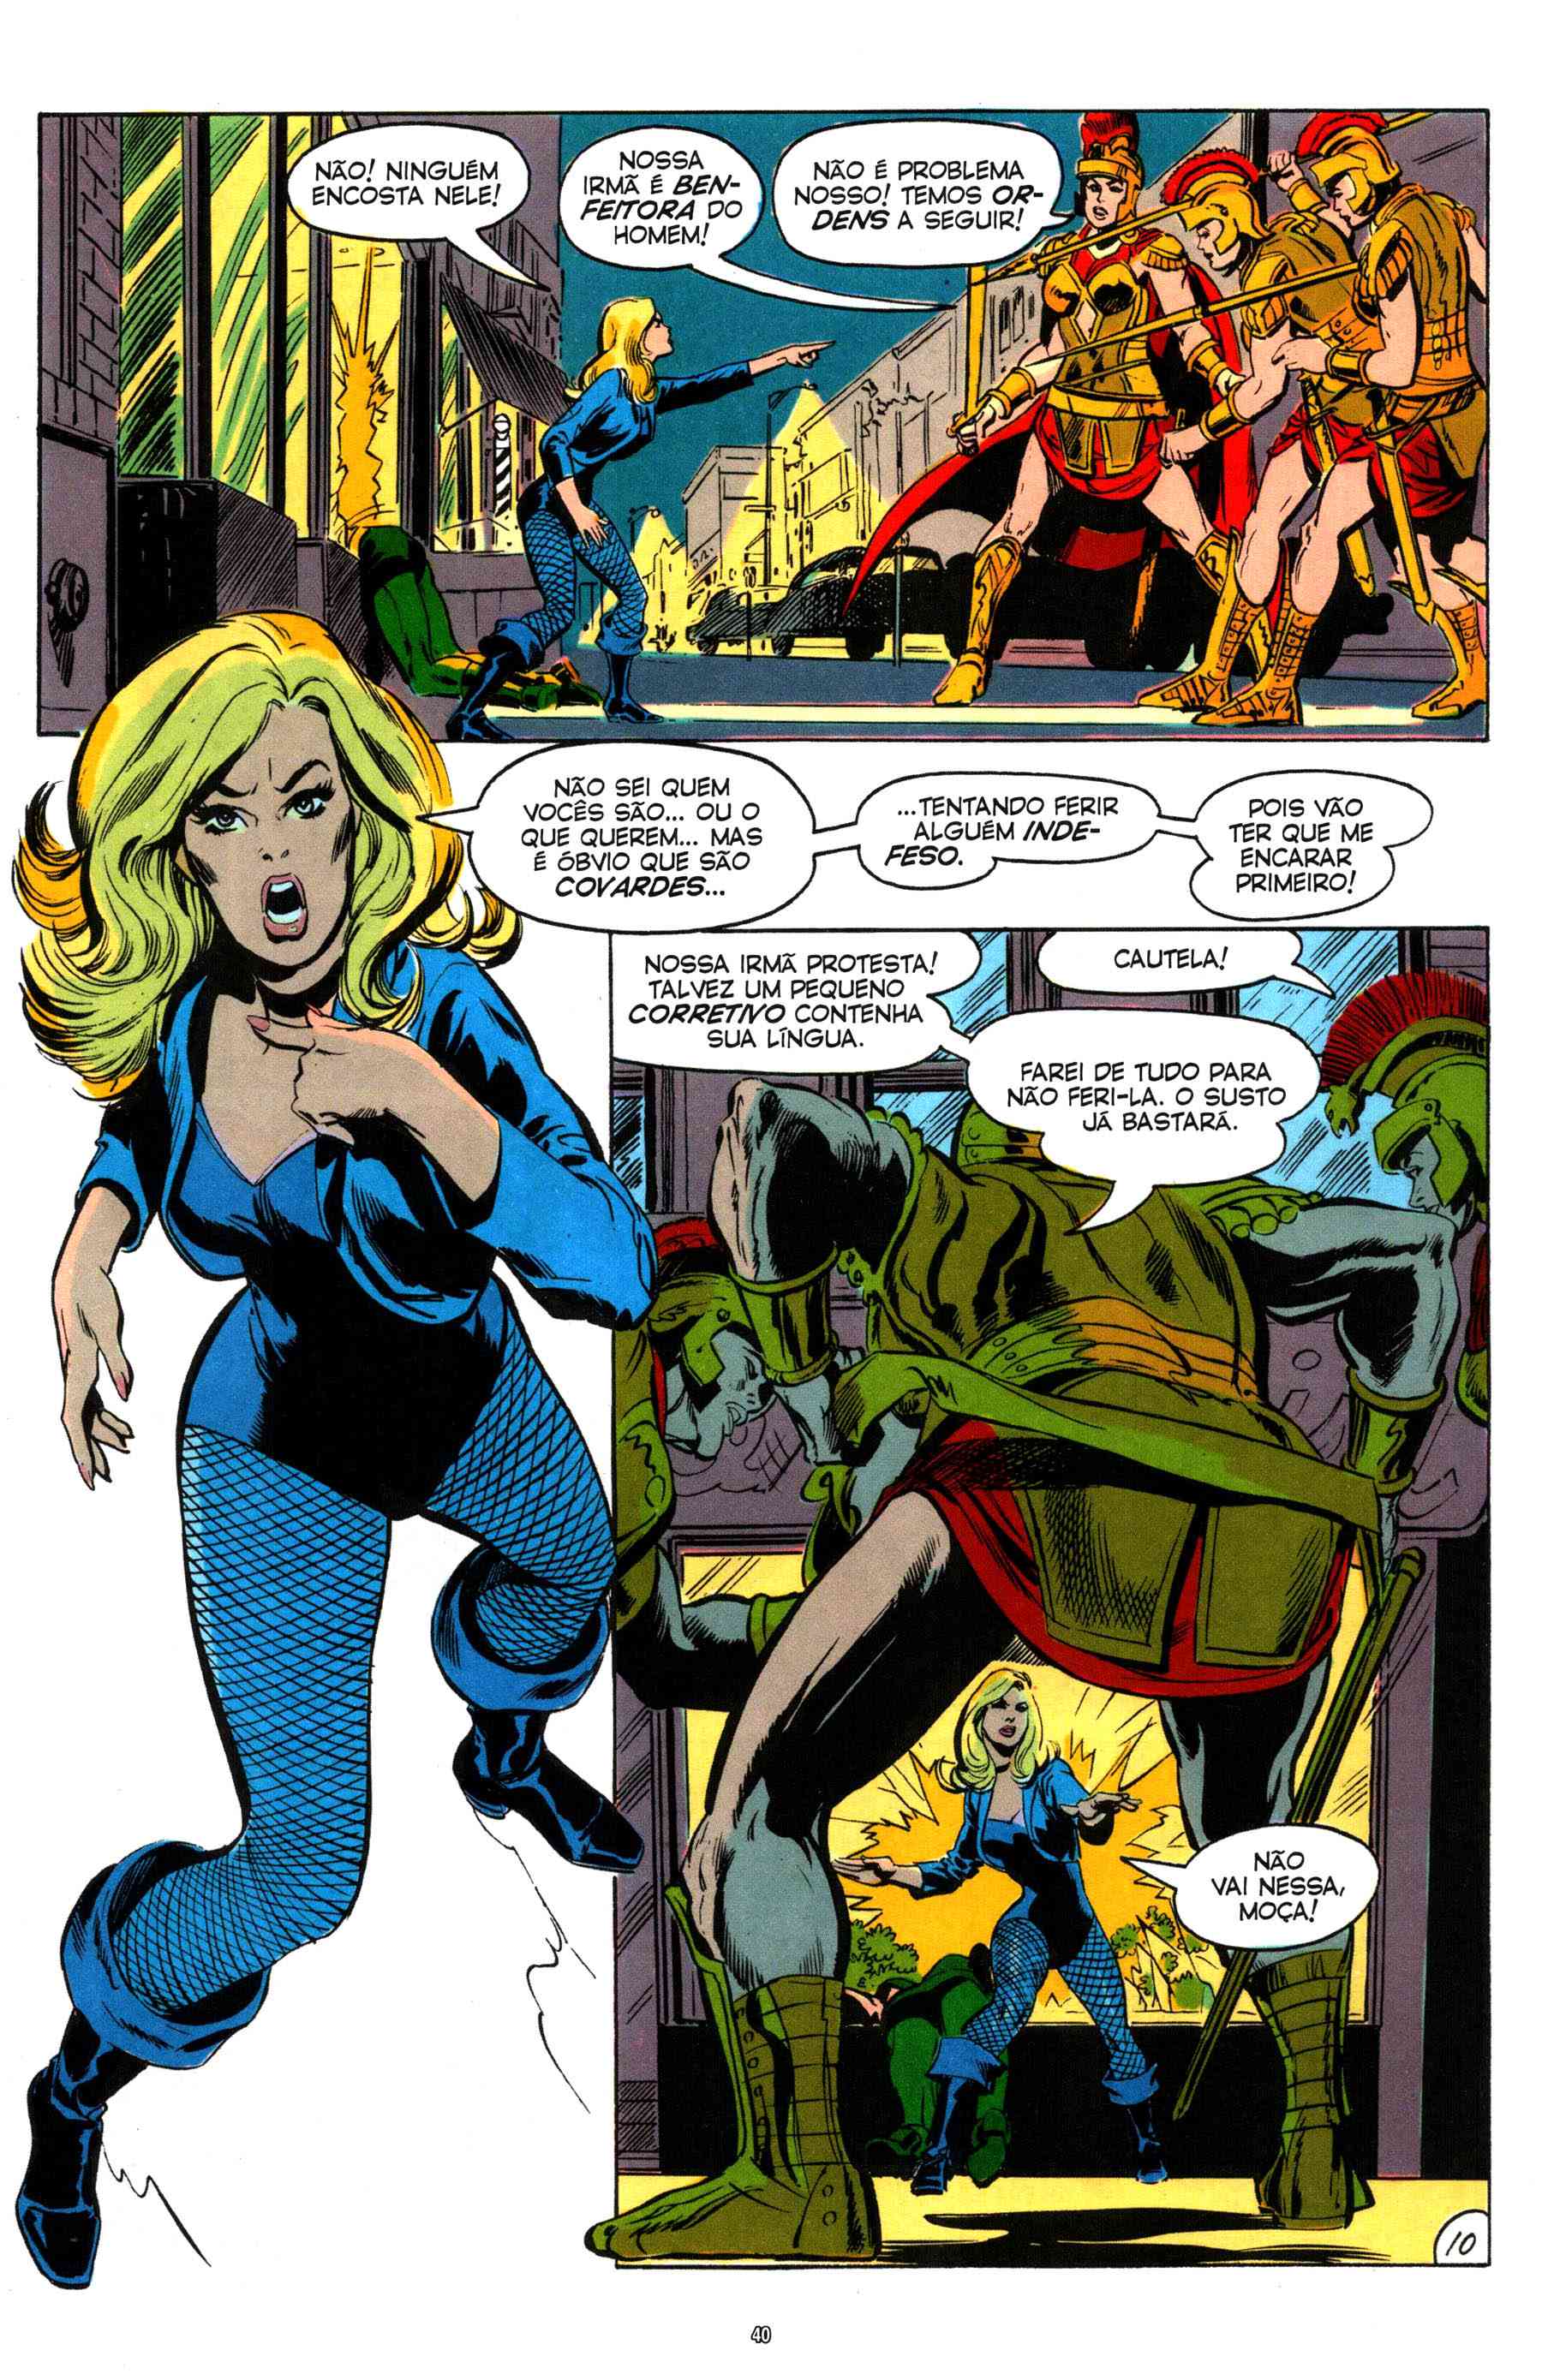 NÃO! NINGUÉM
ENCOSTA NELE!
NOSSA
IRMÃ É BEN-
FEITORA DO
HOMEM!
NÃO É PROBLEMA
NOSSO! TEMOS OR-
DENS A SEGUIR!
NÃO SEI QUEM
VOCÊS SÃO... OU O
QUE QUEREM... MAS
É ÓBVIO QUE SÃO
COVARDES...
...TENTANDO FERIR
ALGUÉM INDE-
FESO.
POIS VÃO
TER QUE ME
ENCARAR
PRIMEIRO!
NOSSA IRMÃ PROTESTA!
TALVEZ UM PEQUENO
CORRETIVO CONTENHA
SUA LÍNGUA.
CAUTELA!
FAREI DE TUDO PARA
NÃO FERI-LA. O SUSTO
JÁ BASTARÁ.
NÃO
VAI NESSA,
MOÇA!
10
40